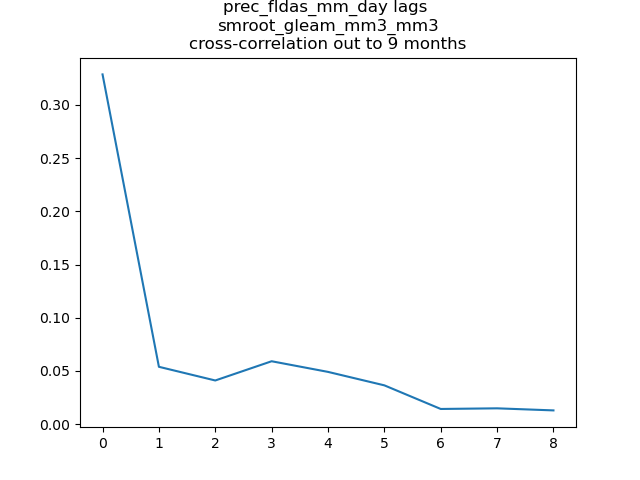 prec_fldas_mm_day lags
smroot_gleam_mm3_mm3
cross-correlation out to 9 months
0.30
0.25
0.20
0.15
0.10
0.05
0.00
0 1 2 3 4 5 6 7 8